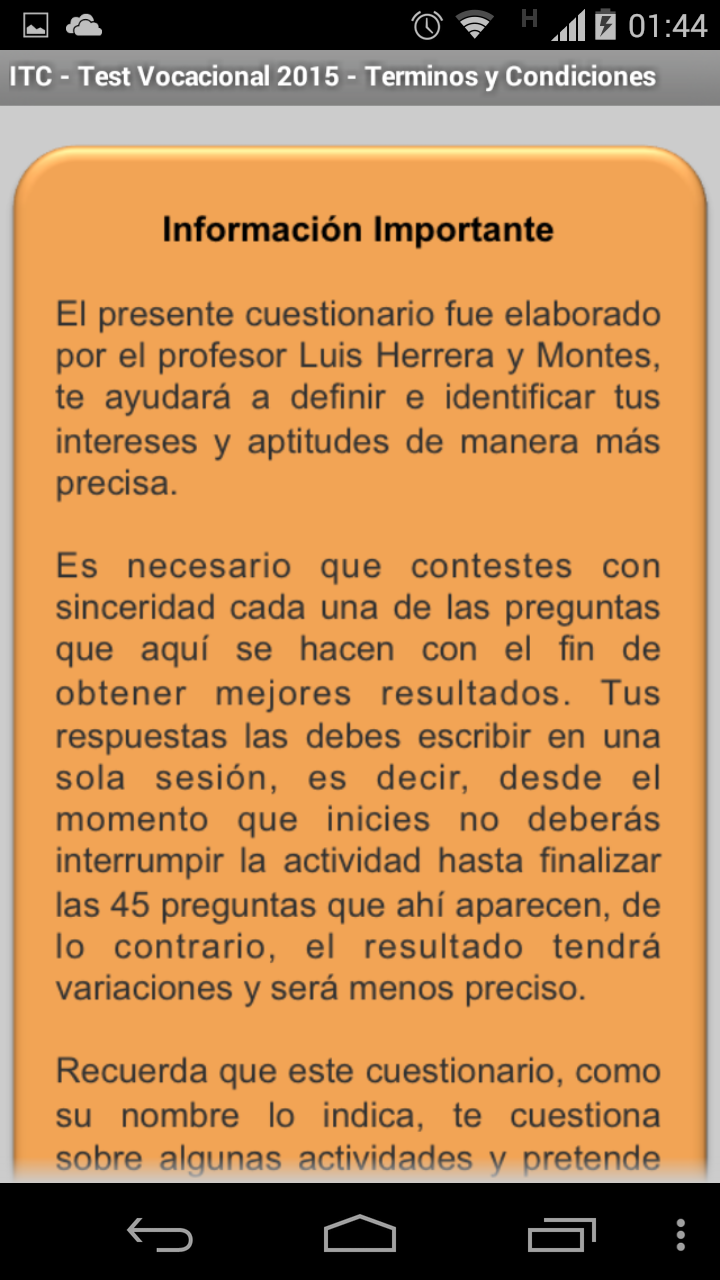 H
01:44
ITC - Test Vocacional 2015 - Terminos y Condiciones
Información Importante
El presente cuestionario fue elaborado
por el profesor Luis Herrera y Montes,
te ayudará a definir e identificar tus
intereses y aptitudes de manera más
precisa.
Es necesario que contestes con
sinceridad cada una de las preguntas
que aquí se hacen con el fin de
obtener mejores resultados. Tus
respuestas las debes escribir en una
sola sesión, es decir, desde el
momento que inicies no deberás
interrumpir la actividad hasta finalizar
las 45 preguntas que ahí aparecen, de
lo contrario, el resultado tendrá
variaciones y será menos preciso.
Recuerda que este cuestionario, como
su nombre lo indica, te cuestiona
sobre algunas actividades y pretende